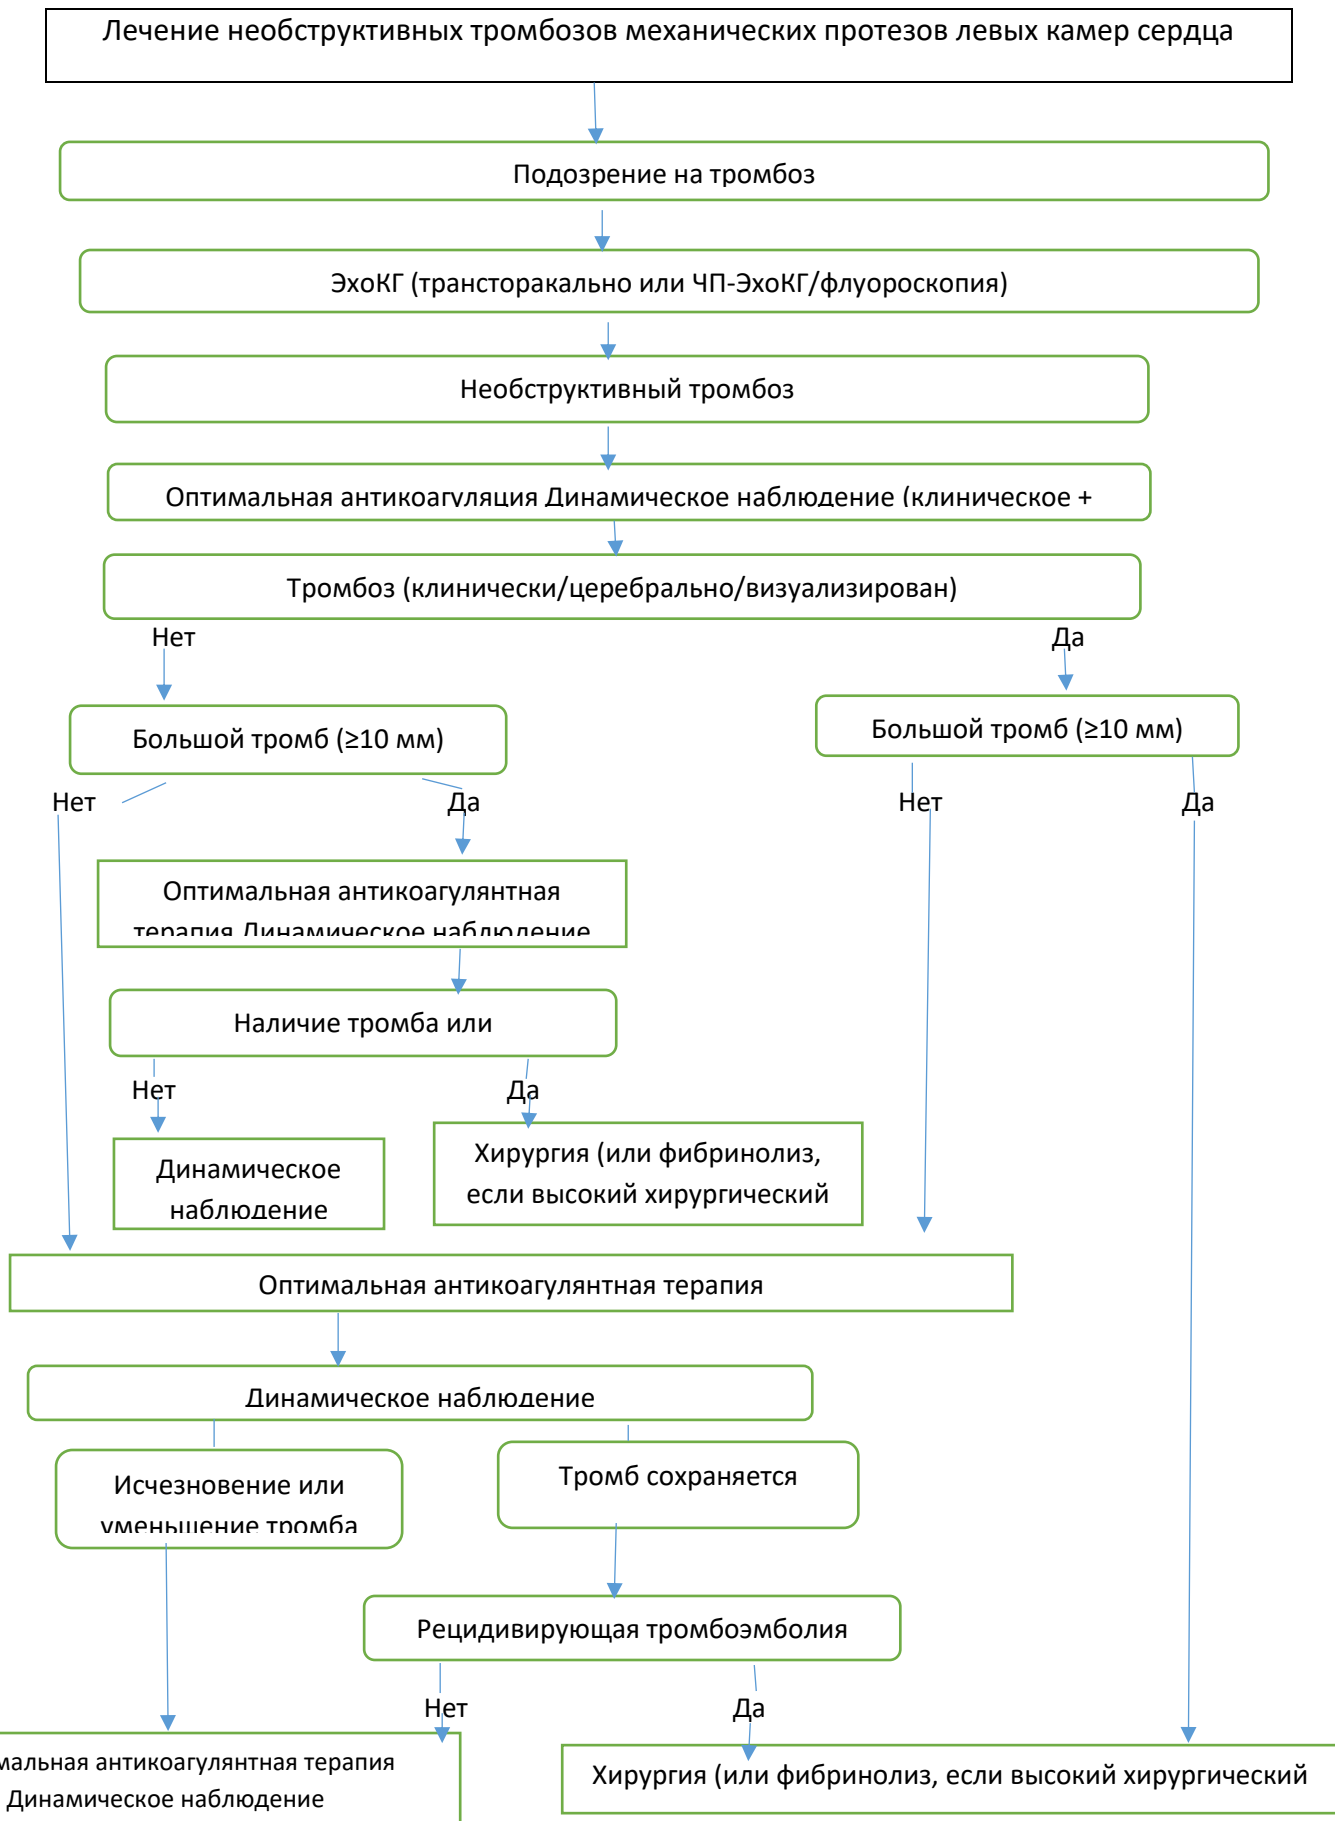 Лечение необструктивных тромбозов механических протезов левых камер сердца
Подозрение на тромбоз
ЭхоКГ (трансторакально или ЧП-ЭхоКГ/флуороскопия)
Необструктивный тромбоз
Оптимальная антикоагуляция Динамическое наблюдение (клиническое +
Тромбоз (клинически/церебрально/визуализирован)
Нет
Да
Большой тромб (≥10 мм)
Большой тромб (≥10 мм)
Нет
Да
Нет
Да
Оптимальная антикоагулянтная
терапия Динамическое наблюдение
Наличие тромба или
Нет
Да
Динамическое
наблюдение
Хирургия (или фибринолиз,
если высокий хирургический
Оптимальная антикоагулянтная терапия
Динамическое наблюдение
Исчезновение или
уменьшение тромба
Тромб сохраняется
Рецидивирующая тромбоэмболия
Нет
Да
мальная антикоагулянтная терапия
Динамическое наблюдение
Хирургия (или фибринолиз, если высокий хирургический